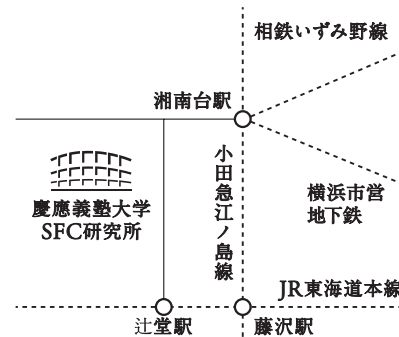 相鉄いずみ野線
湘南台駅
小田急江ノ島線
慶應義塾大学
SFC研究所
横浜市営
地下鉄
JR東海道本線
辻堂駅
藤沢駅